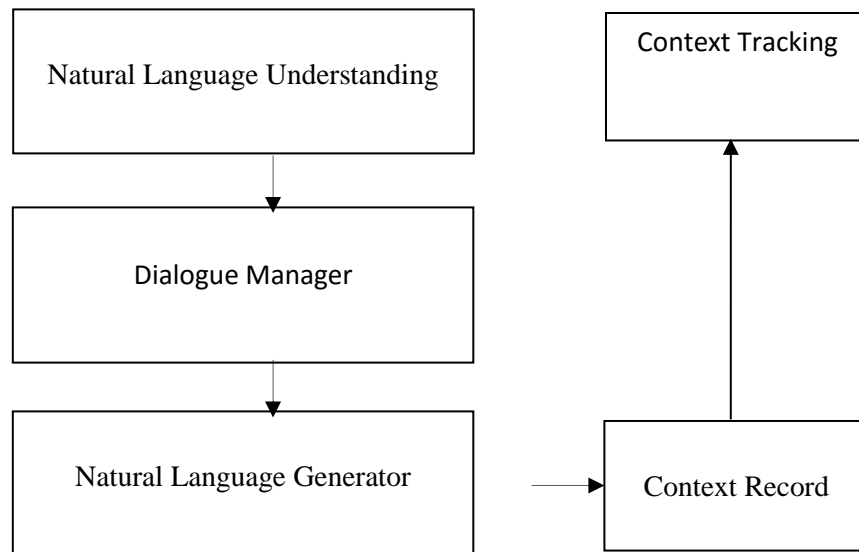 Natural Language Understanding
Context Tracking
Dialogue Manager
Natural Language Generator
Context Record